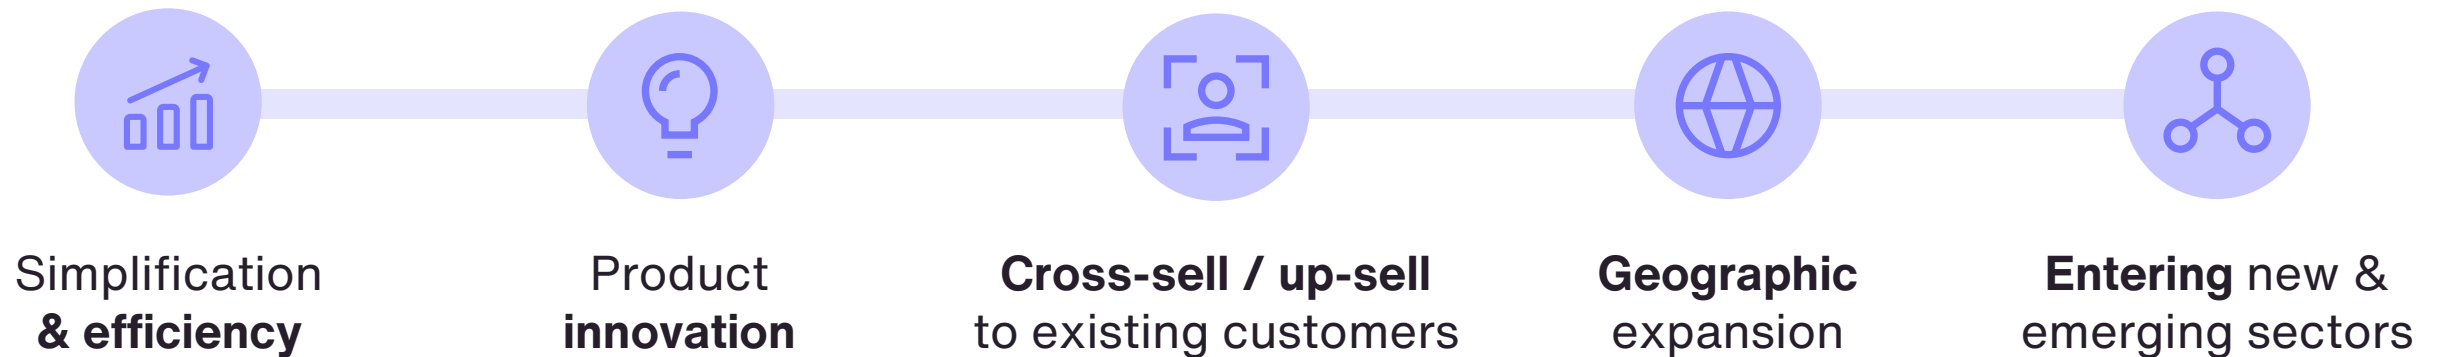 Simplification
& efficiency
Product
innovation
Cross-sell / up-sell
to existing customers
Geographic
expansion
Entering new &
emerging sectors